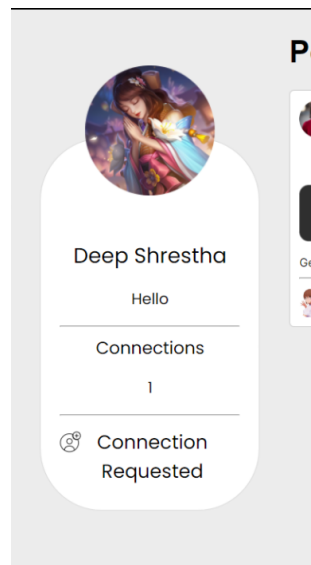 Deep Shrestha
Hello
Connections
1
Connection
Requested